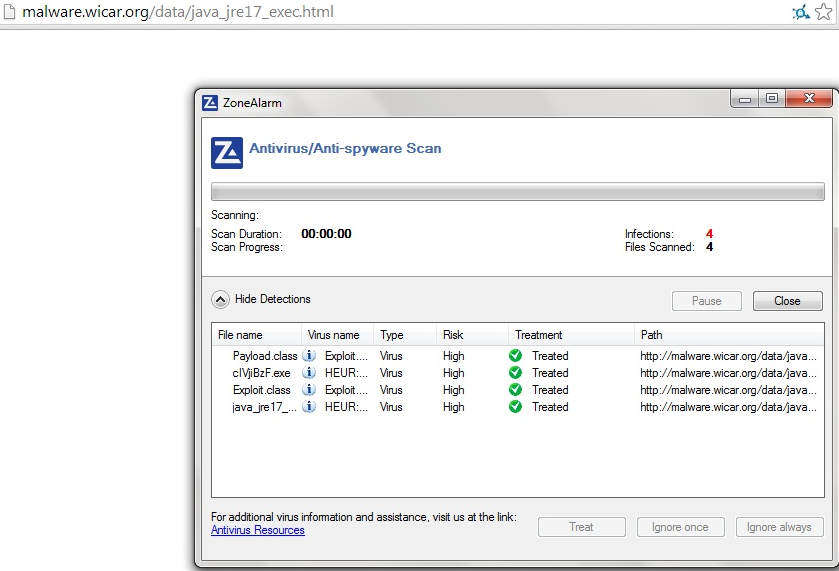 malware.wicar.org/data/java_jre17_exec.html
ZoneAlarm
Antivirus/Anti-spyware Scan
Scanning:
Scan Duration: 00:00:00 Infections: 4
Scan Progress: Files Scanned: 4
Hide Detections Pause Close
File name Virus name Type Risk Treatment Path
Payload.class i Exploit.... Virus High Treated http://malware.wicar.org/data/java...
cIVjiBzF.exe i HEUR:... Virus High Treated http://malware.wicar.org/data/java...
Exploit.class i Exploit.... Virus High Treated http://malware.wicar.org/data/java...
java_jre17_... i HEUR:... Virus High Treated http://malware.wicar.org/data/java...
For additional virus information and assistance, visit us at the link:
Antivirus Resources
Treat Ignore once Ignore always